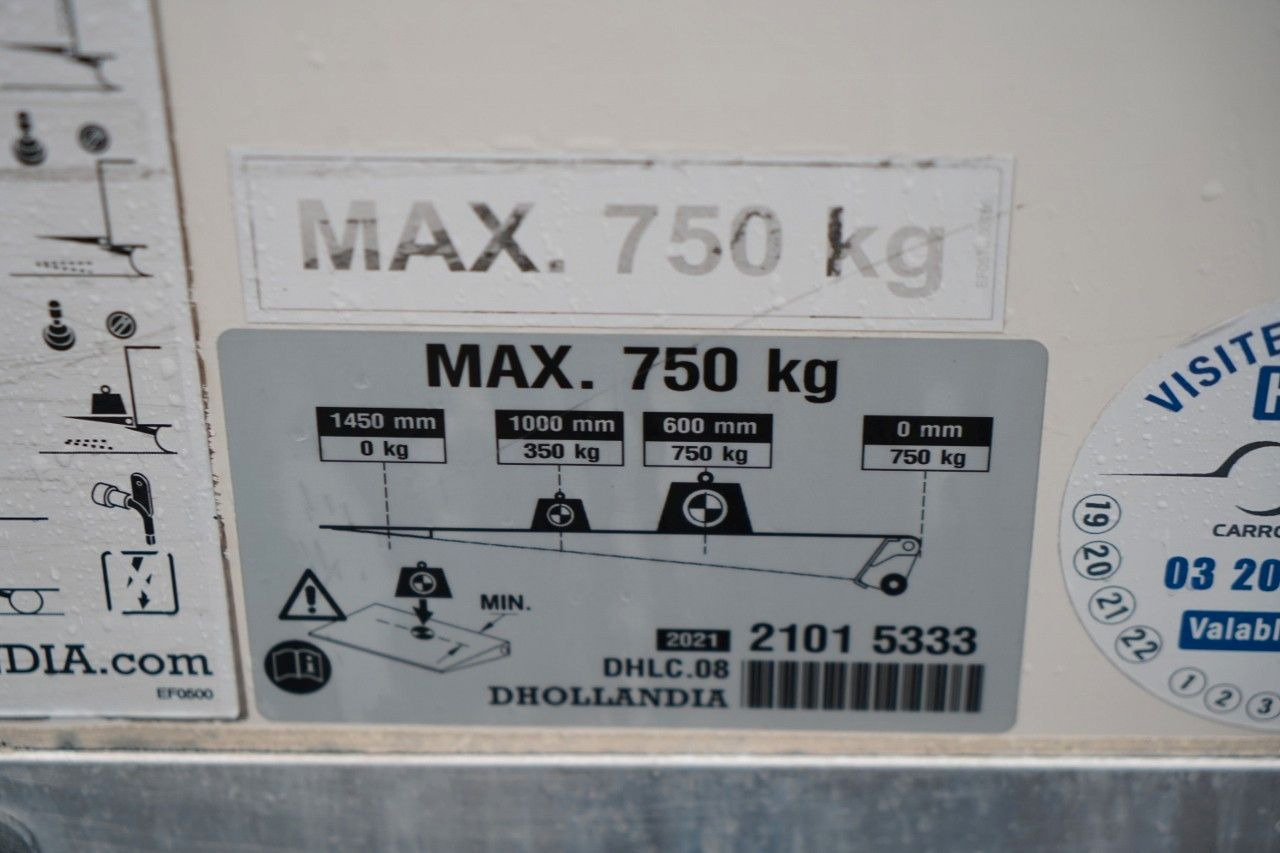 MAX. 750 kg
MAX. 750 kg
1450 mm
0 kg
1000 mm
350 kg
600 mm
750 kg
0 mm
750 kg
MIN.
2021 2101 5333
DHLC.08
DHOLLANDIA
NDIA.com
EF0500
VISITE
CARRO
19
20
21
22
03 20
Valabl
1 2 3